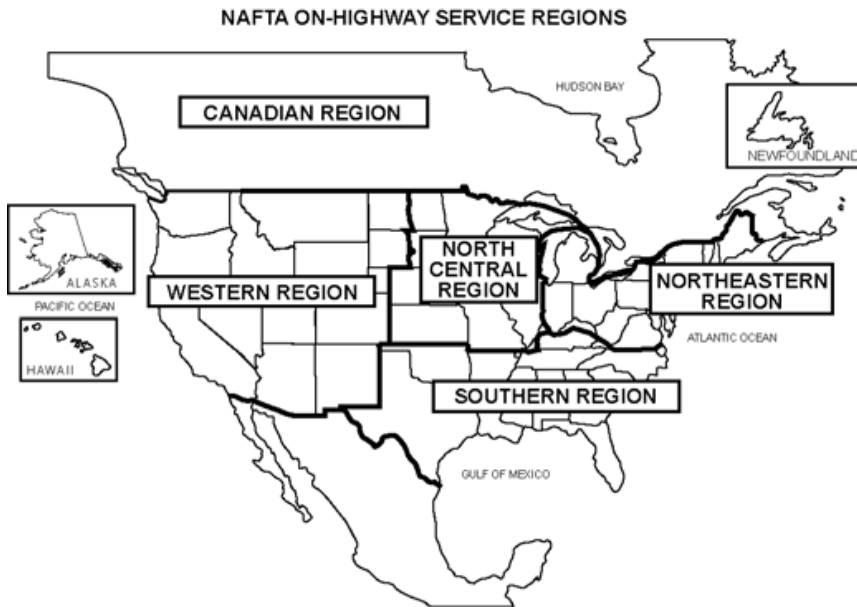 NAFTA ON-HIGHWAY SERVICE REGIONS
HUDSON BAY
CANADIAN REGION
NEWFOUNDLAND
ALASKA
PACIFIC OCEAN
HAWAII
WESTERN REGION
NORTH
CENTRAL
REGION
NORTHEASTERN
REGION
ATLANTIC OCEAN
SOUTHERN REGION
GULF OF MEXICO